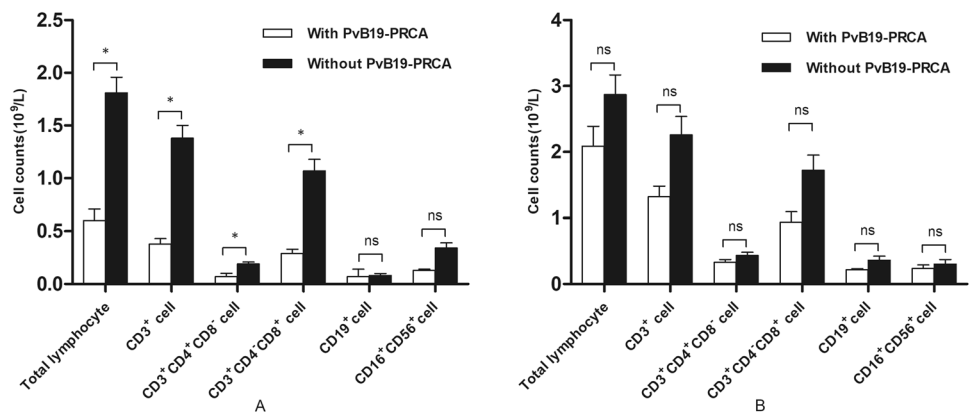 2.5
2.0
1.5
1.0
0.5
0.0
Cell counts (10⁹/L)
With PvB19-PRCA
Without PvB19-PRCA
*
*
*
*
ns
ns
Total lymphocyte
CD3⁺ cell
CD3⁺CD4⁺CD8⁻ cell
CD3⁺CD4⁻CD8⁺ cell
CD19⁺ cell
CD16⁺CD56⁺ cell
A
4
3
2
1
0
Cell counts (10⁹/L)
With PvB19-PRCA
Without PvB19-PRCA
ns
ns
ns
ns
ns
ns
Total lymphocyte
CD3⁺ cell
CD3⁺CD4⁺CD8⁻
CD3⁺CD4⁻CD8⁺ cell
CD19⁺ cell
CD16⁺CD56⁺ cell
B